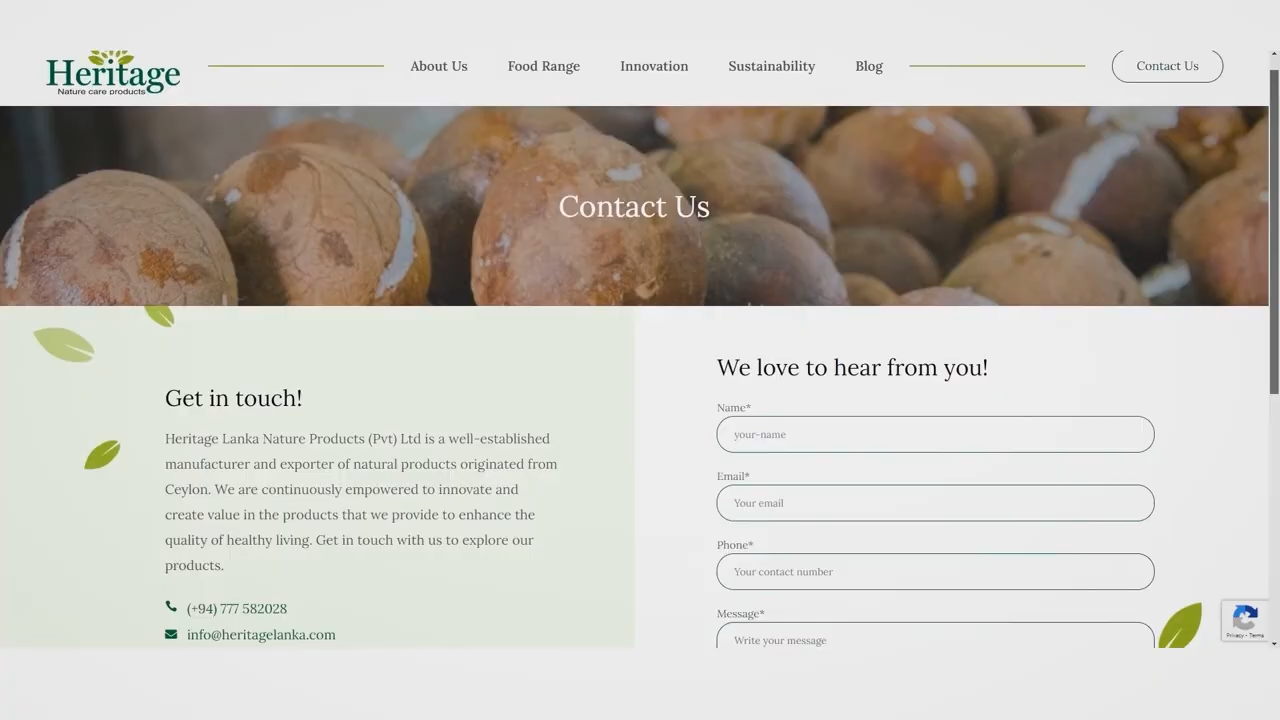 Heritage
Nature care products
About Us
Food Range
Innovation
Sustainability
Blog
Contact Us
Contact Us
Get in touch!
Heritage Lanka Nature Products (Pvt) Ltd is a well-established
manufacturer and exporter of natural products originated from
Ceylon. We are continuously empowered to innovate and
create value in the products that we provide to enhance the
quality of healthy living. Get in touch with us to explore our
products.
(+94) 777 582028
info@heritagelanka.com
We love to hear from you!
Name*
your-name
Email*
Your email
Phone*
Your contact number
Message*
Write your message
Privacy - Terms